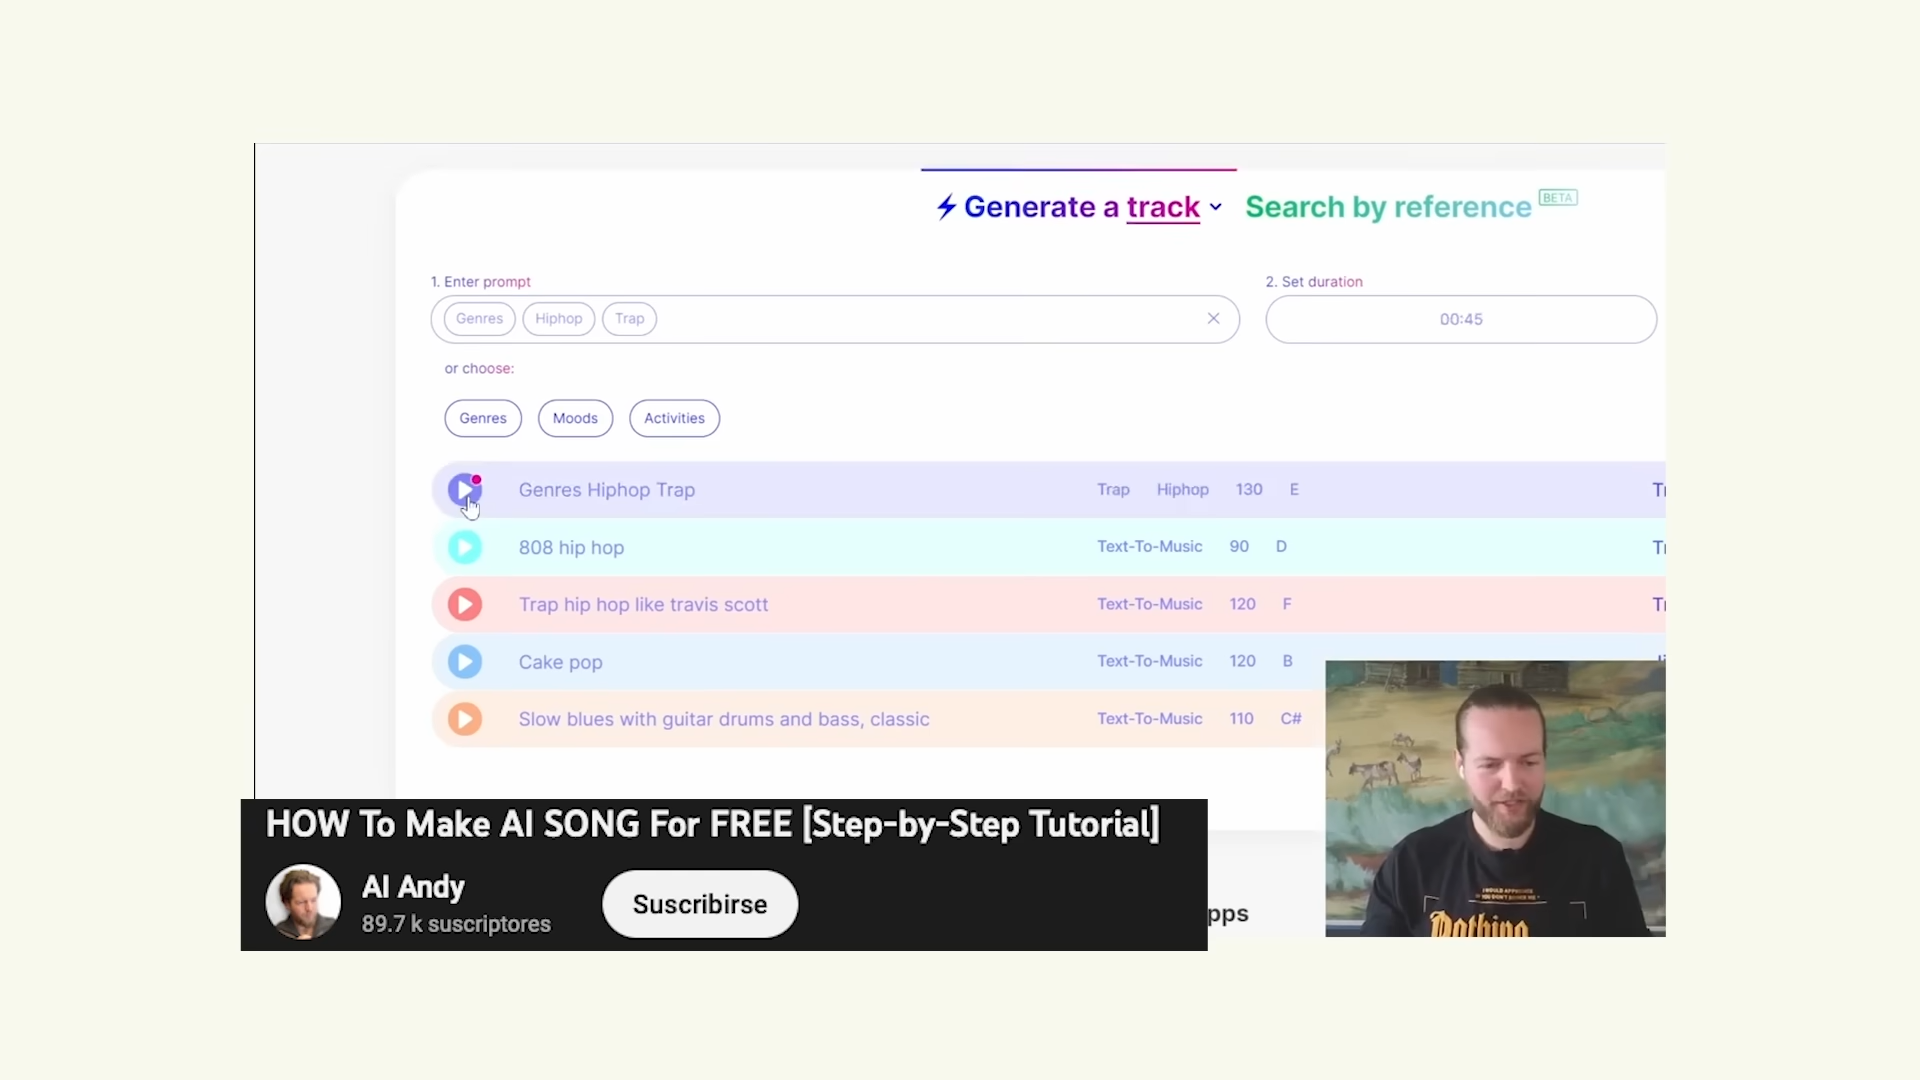 Generate a track
Search by reference BETA
1. Enter prompt
2. Set duration
Genres Hiphop Trap
00:45
or choose:
Genres Moods Activities
Genres Hiphop Trap Trap Hiphop 130 E
808 hip hop Text-To-Music 90 D
Trap hip hop like travis scott Text-To-Music 120 F
Cake pop Text-To-Music 120 B
Slow blues with guitar drums and bass, classic Text-To-Music 110 C#
HOW To Make AI SONG For FREE [Step-by-Step Tutorial]
AI Andy
89.7 k suscriptores
Suscribirse